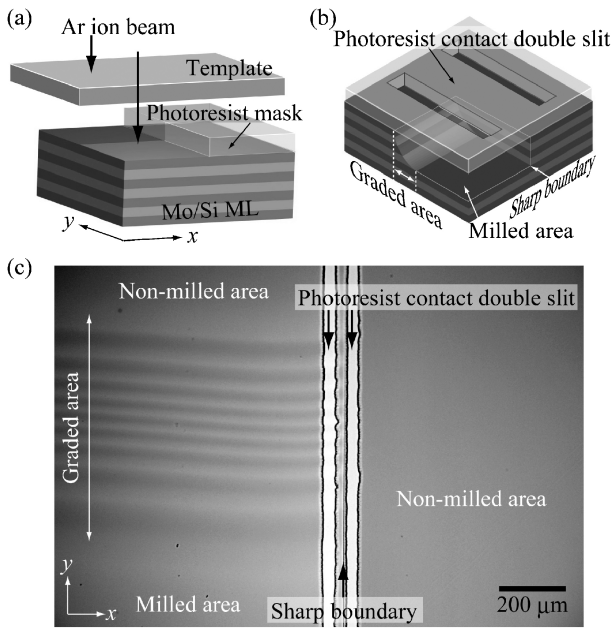 (a)
Ar ion beam
Template
Photoresist mask
Mo/Si ML
y
x
(b)
Photoresist contact double slit
Graded area
Sharp boundary
Milled area
(c)
Non-milled area
Photoresist contact double slit
Graded area
Non-milled area
y
x
Milled area
Sharp boundary
200 µm